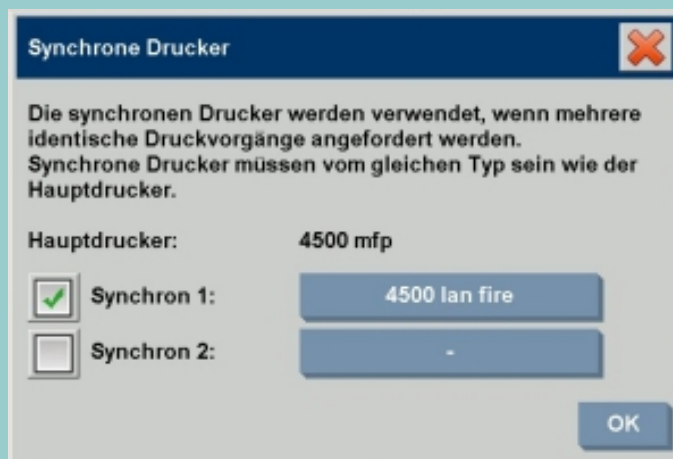 Synchrone Drucker
Die synchronen Drucker werden verwendet, wenn mehrere
identische Druckvorgänge angefordert werden.
Synchrone Drucker müssen vom gleichen Typ sein wie der
Hauptdrucker.
Hauptdrucker: 4500 mfp
Synchron 1: 4500 lan fire
Synchron 2: -
OK